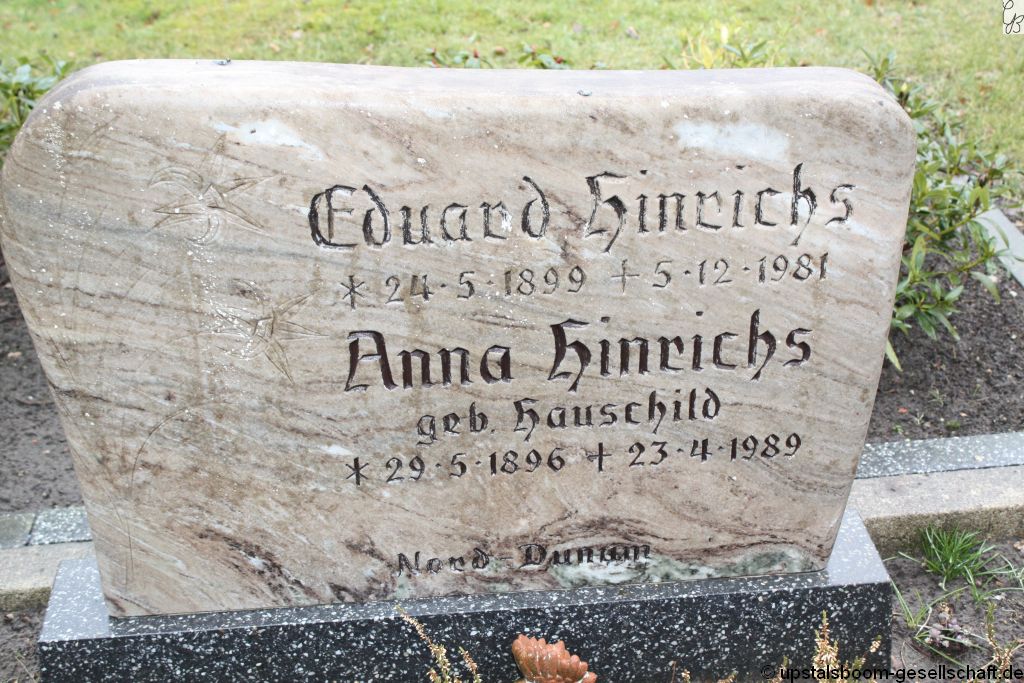 Eduard Hinrichs
* 24·5·1899 † 5·12·1981
Anna Hinrichs
geb. Hauschild
* 29·5·1896 † 23·4·1989
Nord Dunum
© upstalsboom-gesellschaft.de